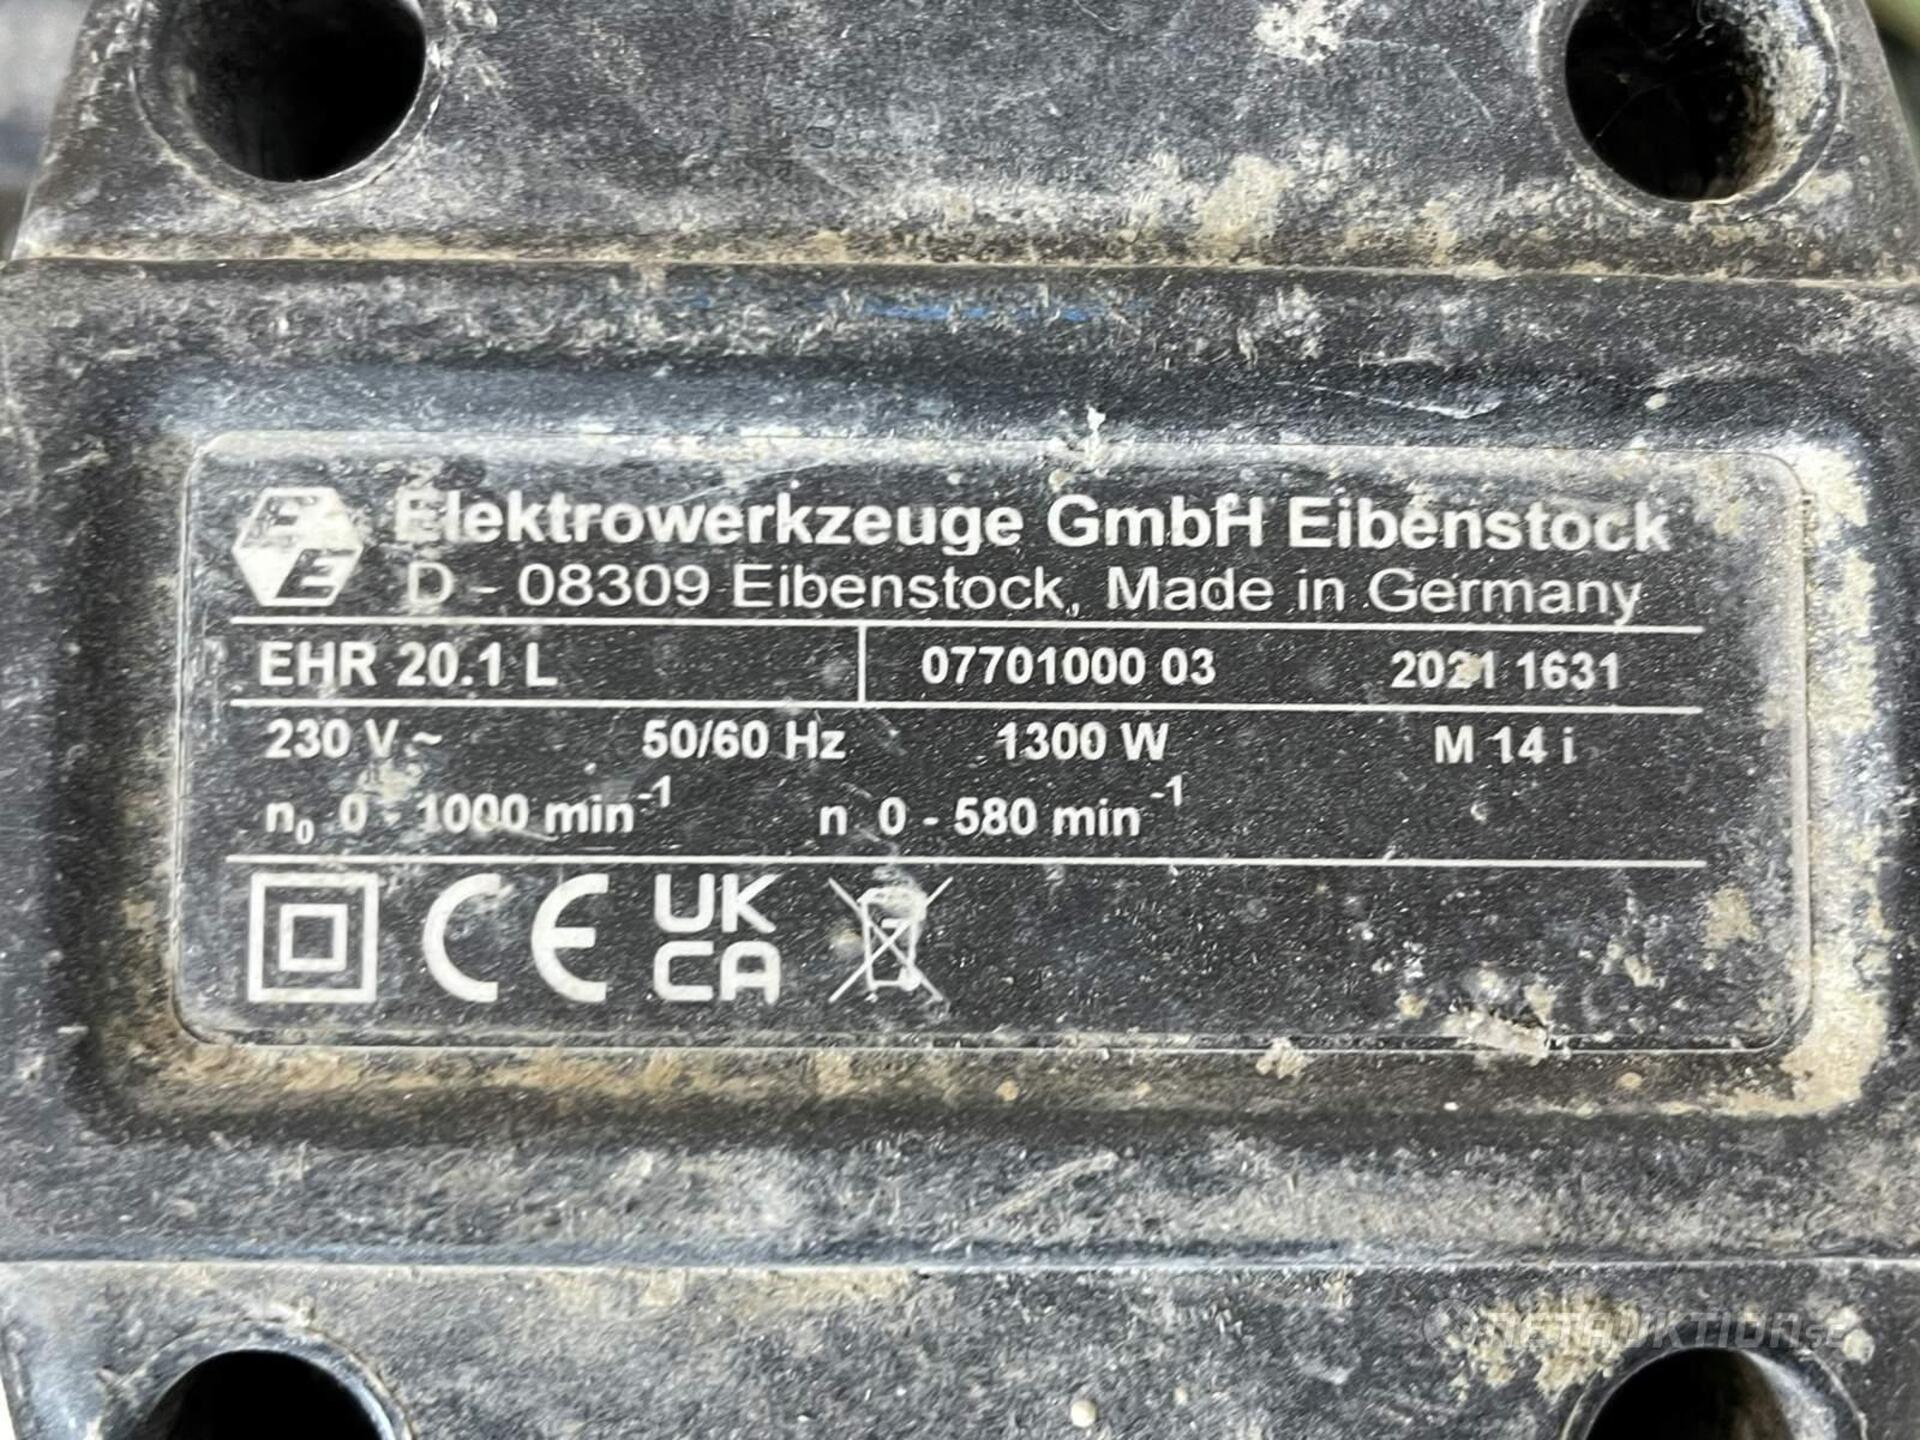 Elektrowerkzeuge GmbH Eibenstock
D - 08309 Eibenstock, Made in Germany
EHR 20.1 L 07701000 03 2021 1631
230 V ~ 50/60 Hz 1300 W M 14 i
n₀ 0 - 1000 min⁻¹ n 0 - 580 min⁻¹
CE UK CA